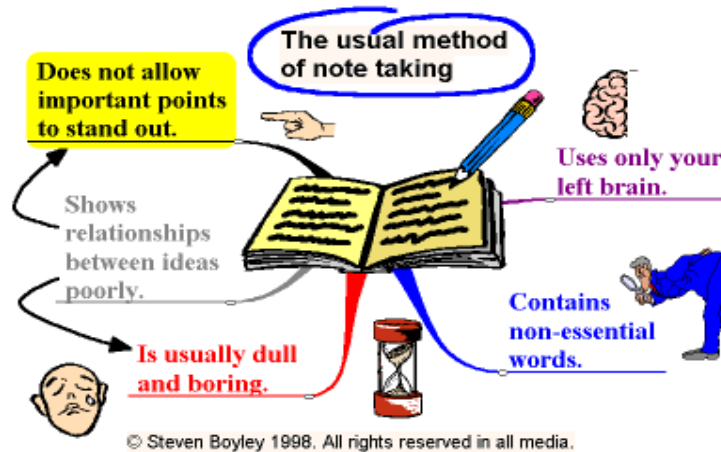 The usual method
of note taking
Does not allow
important points
to stand out.
Uses only your
left brain.
Shows
relationships
between ideas
poorly.
Contains
non-essential
words.
Is usually dull
and boring.
© Steven Boyley 1998. All rights reserved in all media.